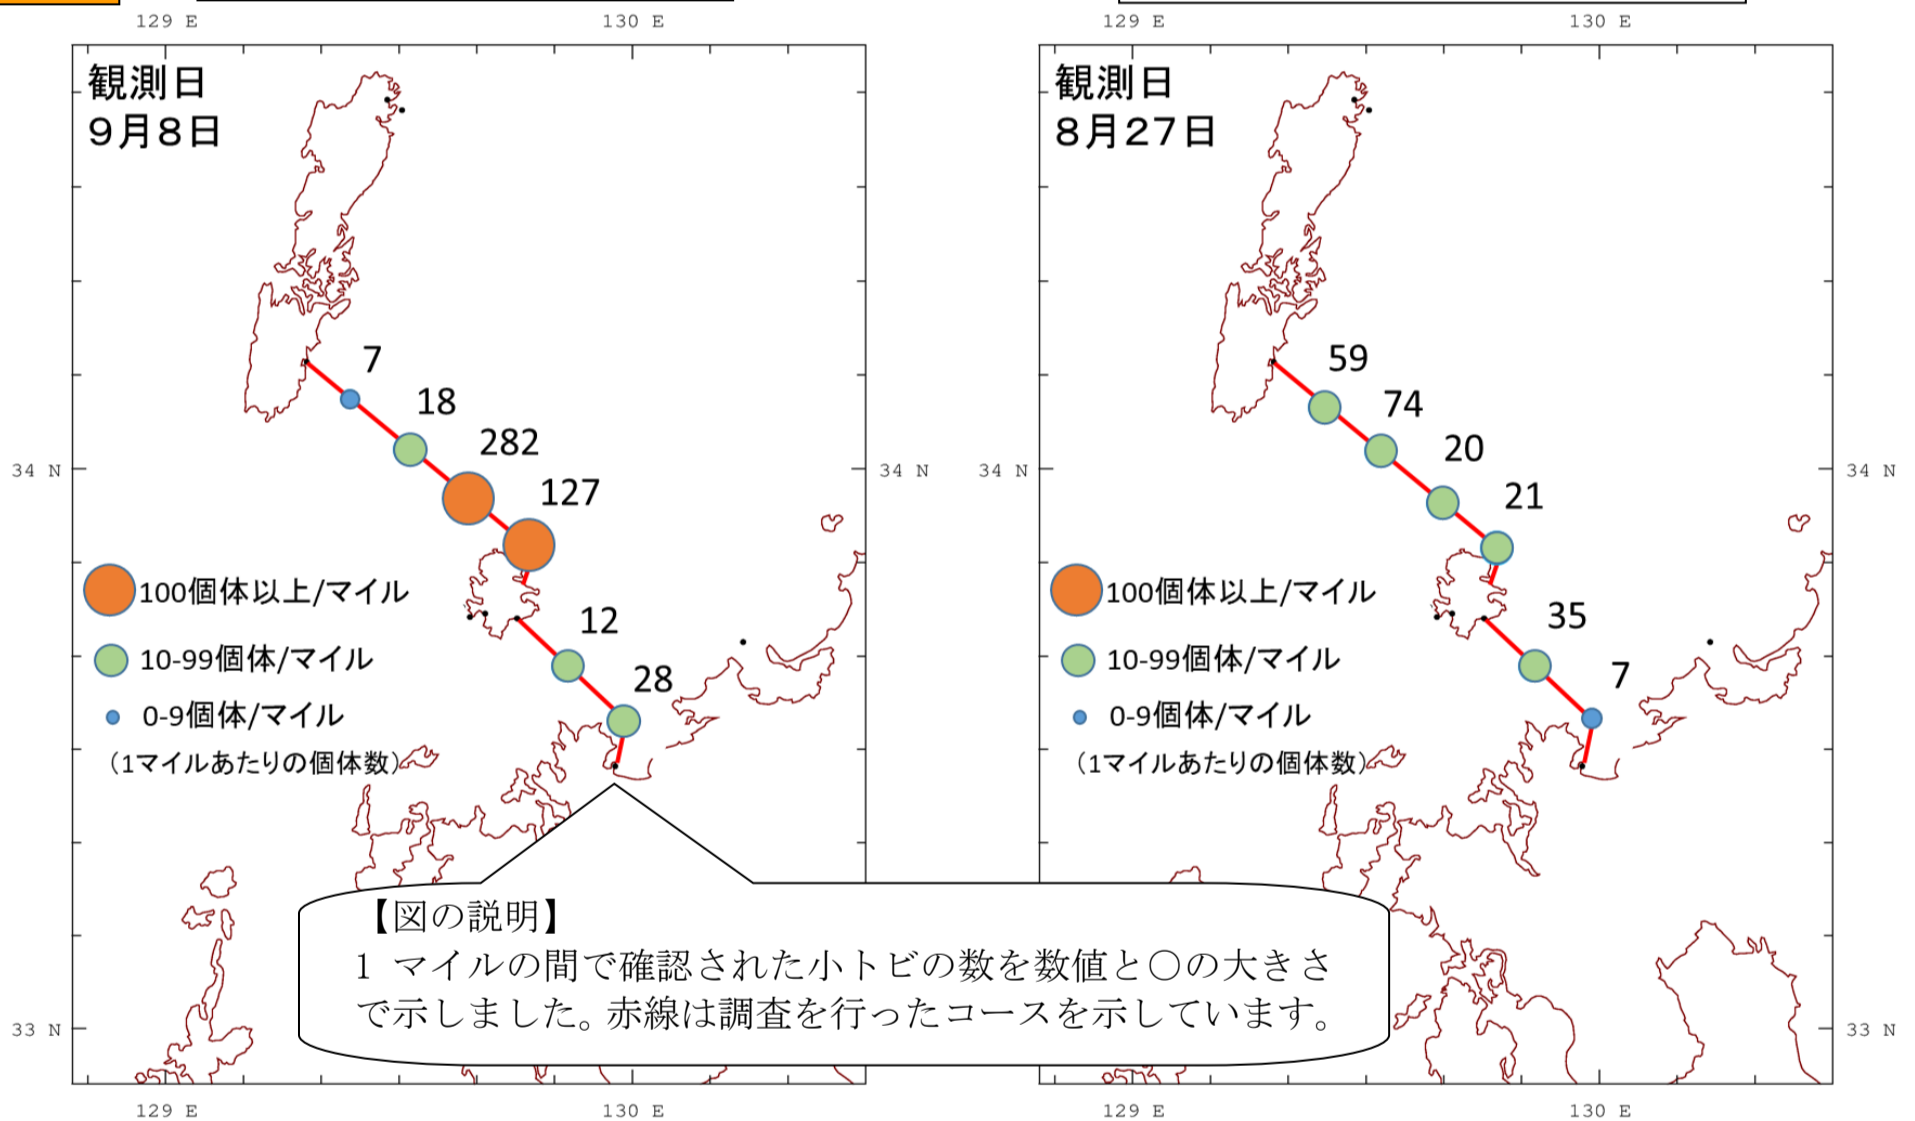 129 E
130 E
129 E
130 E
観測日
9月8日
7
18
282
127
12
28
34 N
34 N
100個体以上/マイル
10-99個体/マイル
0-9個体/マイル
（1マイルあたりの個体数）
33 N
129 E
130 E
観測日
8月27日
59
74
20
21
35
7
34 N
34 N
100個体以上/マイル
10-99個体/マイル
0-9個体/マイル
（1マイルあたりの個体数）
33 N
129 E
130 E
【図の説明】
1 マイルの間で確認された小トビの数を数値と○の大きさ
で示しました。赤線は調査を行ったコースを示しています。